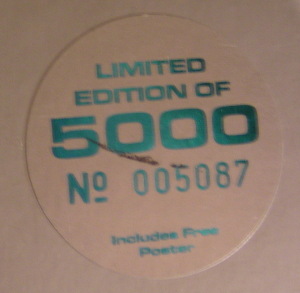 LIMITED
EDITION OF
5000
Nº 005087
Includes Free
Poster